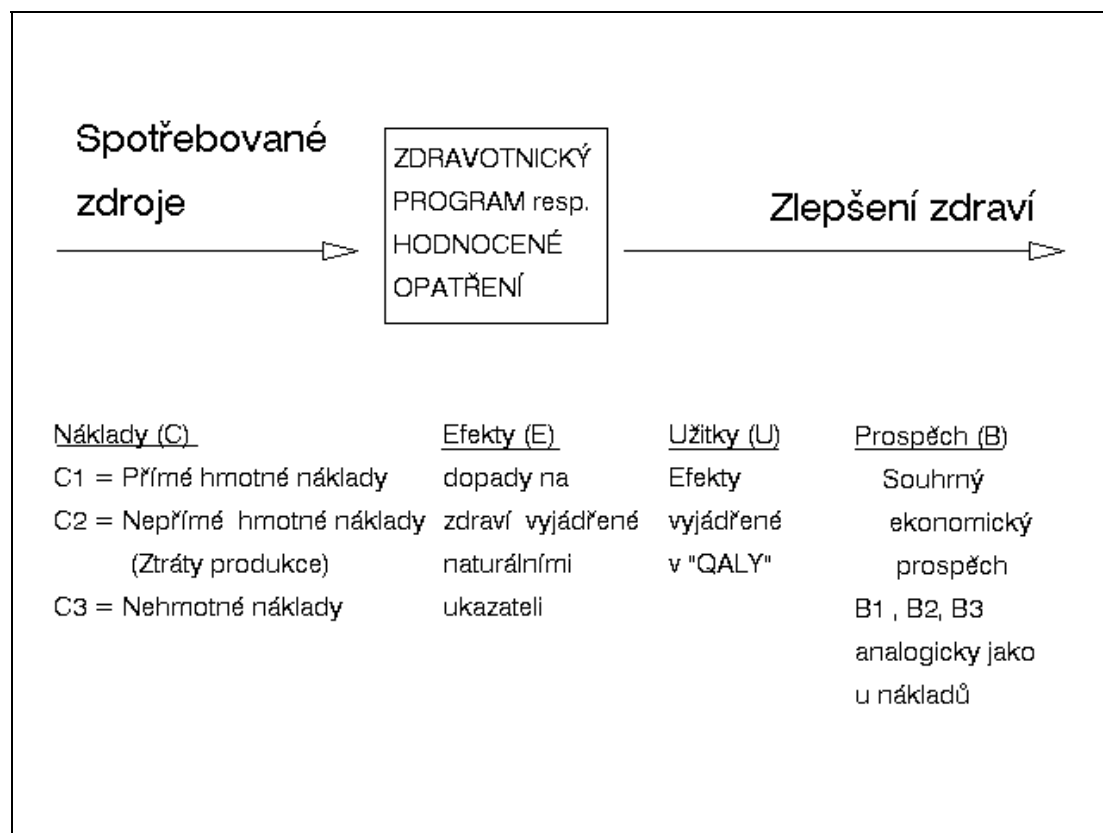 Spotřebované
zdroje
ZDRAVOTNICKÝ
PROGRAM resp.
HODNOCENÉ
OPATŘENÍ
Zlepšení zdraví
Náklady (C)
C1 = Přímé hmotné náklady
C2 = Nepřímé hmotné náklady
(Ztráty produkce)
C3 = Nehmotné náklady
Efekty (E)
dopady na
zdraví vyjádřené
naturálními
ukazateli
Užitky (U)
Efekty
vyjádřené
v "QALY"
Prospěch (B)
Souhrný
ekonomický
prospěch
B1 , B2, B3
analogicky jako
u nákladů